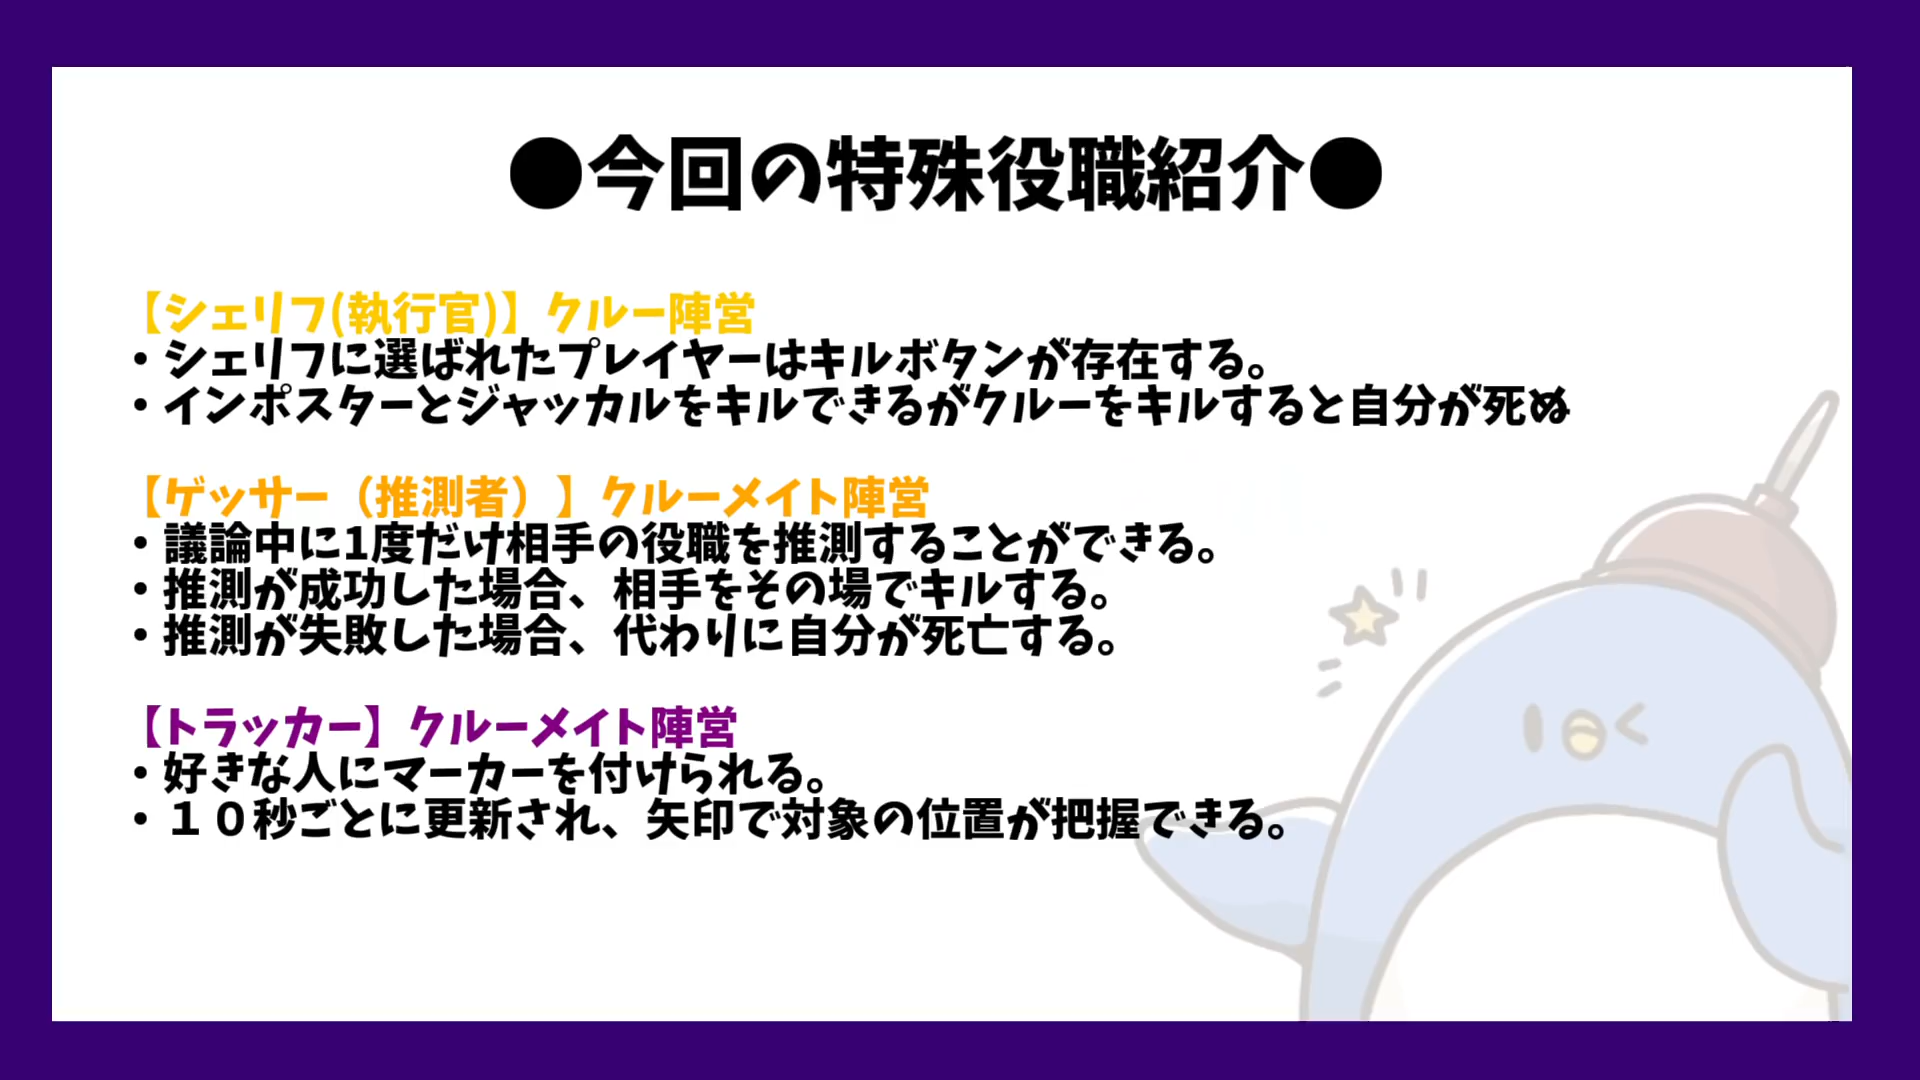 ●今回の特殊役職紹介●
【シェリフ(執行官)】クルー陣営
・シェリフに選ばれたプレイヤーはキルボタンが存在する。
・インポスターとジャッカルをキルできるがクルーをキルすると自分が死ぬ
【ゲッサー（推測者）】クルーメイト陣営
・議論中に1度だけ相手の役職を推測することができる。
・推測が成功した場合、相手をその場でキルする。
・推測が失敗した場合、代わりに自分が死亡する。
【トラッカー】クルーメイト陣営
・好きな人にマーカーを付けられる。
・１０秒ごとに更新され、矢印で対象の位置が把握できる。